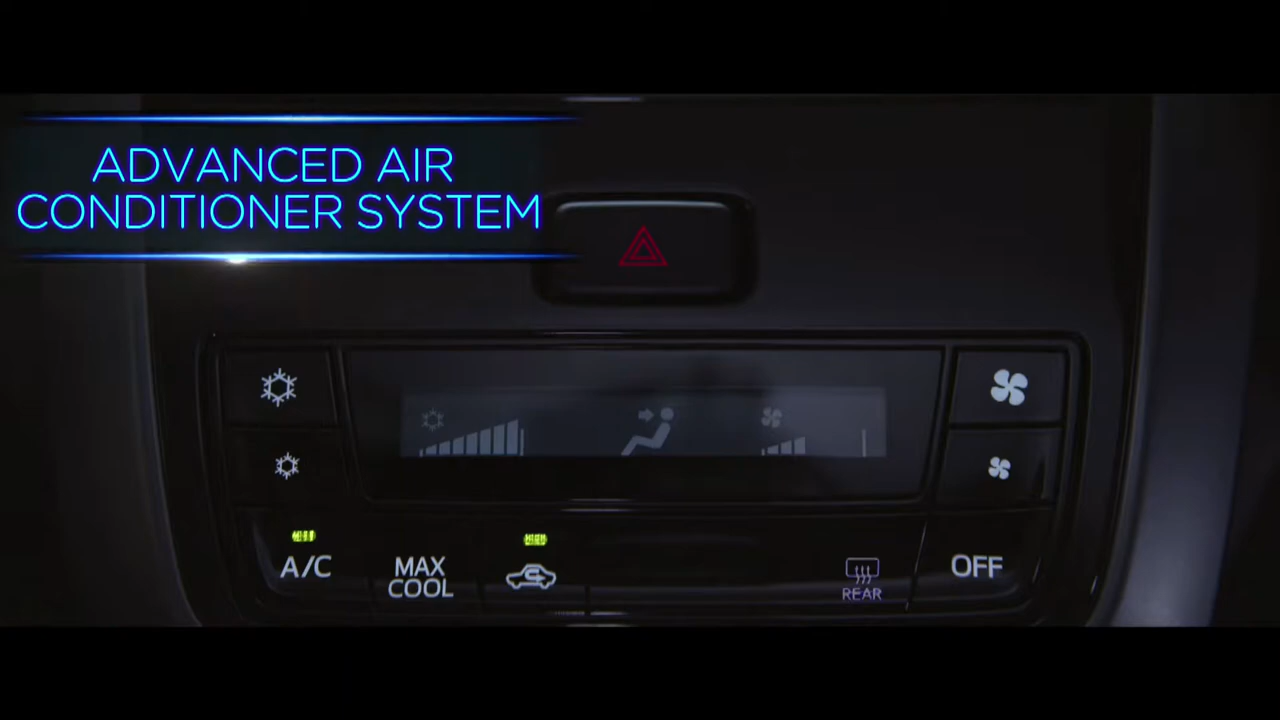 ADVANCED AIR
CONDITIONER SYSTEM
A/C
MAX
COOL
REAR
OFF